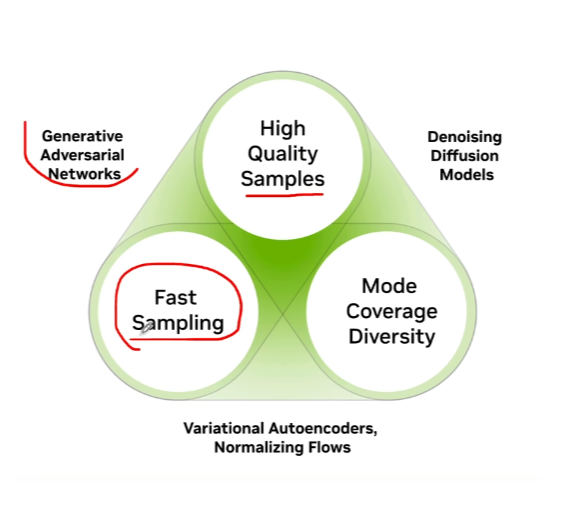 High
Quality
Samples
Generative
Adversarial
Networks
Denoising
Diffusion
Models
Fast
Sampling
Mode
Coverage
Diversity
Variational Autoencoders,
Normalizing Flows